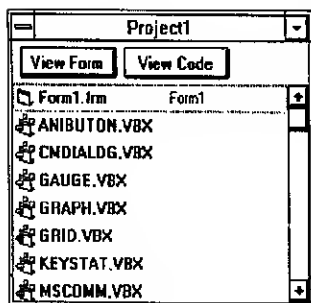 Project1
View Form View Code
Form1.frm Form1
ANIBUTON.VBX
CMDIALOG.VBX
GAUGE.VBX
GRAPH.VBX
GRID.VBX
KEYSTAT.VBX
MSCOMM.VBX